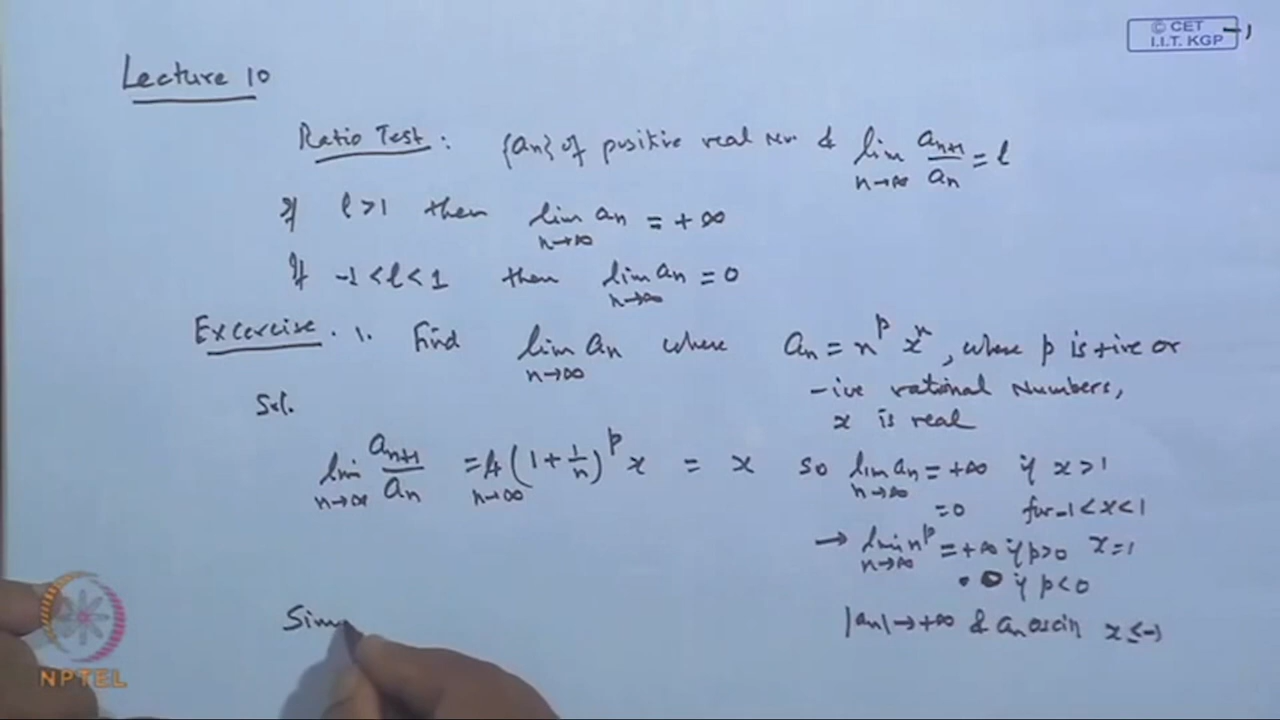 © CET
I.I.T. KGP
Lecture 10
Ratio Test : {an} of positive real Nr. & lim n→∞ an+1/an = l
If l > 1 then lim n→∞ an = +∞
If -1 < l < 1 then lim n→∞ an = 0
Excercise. 1. Find lim n→∞ an where an = n^p x^n, where p is +ive or
-ive rational Numbers,
x is real
Sol.
lim n→∞ an+1/an = lt n→∞ (1 + 1/n)^p x = x so lim n→∞ an = +∞ if x > 1
= 0 for -1 < x < 1
→ lim n→∞ n^p = +∞ if p>0 x=1
0 if p<0
|an| → +∞ & an oscin x ≤ -1
Sim
NPTEL